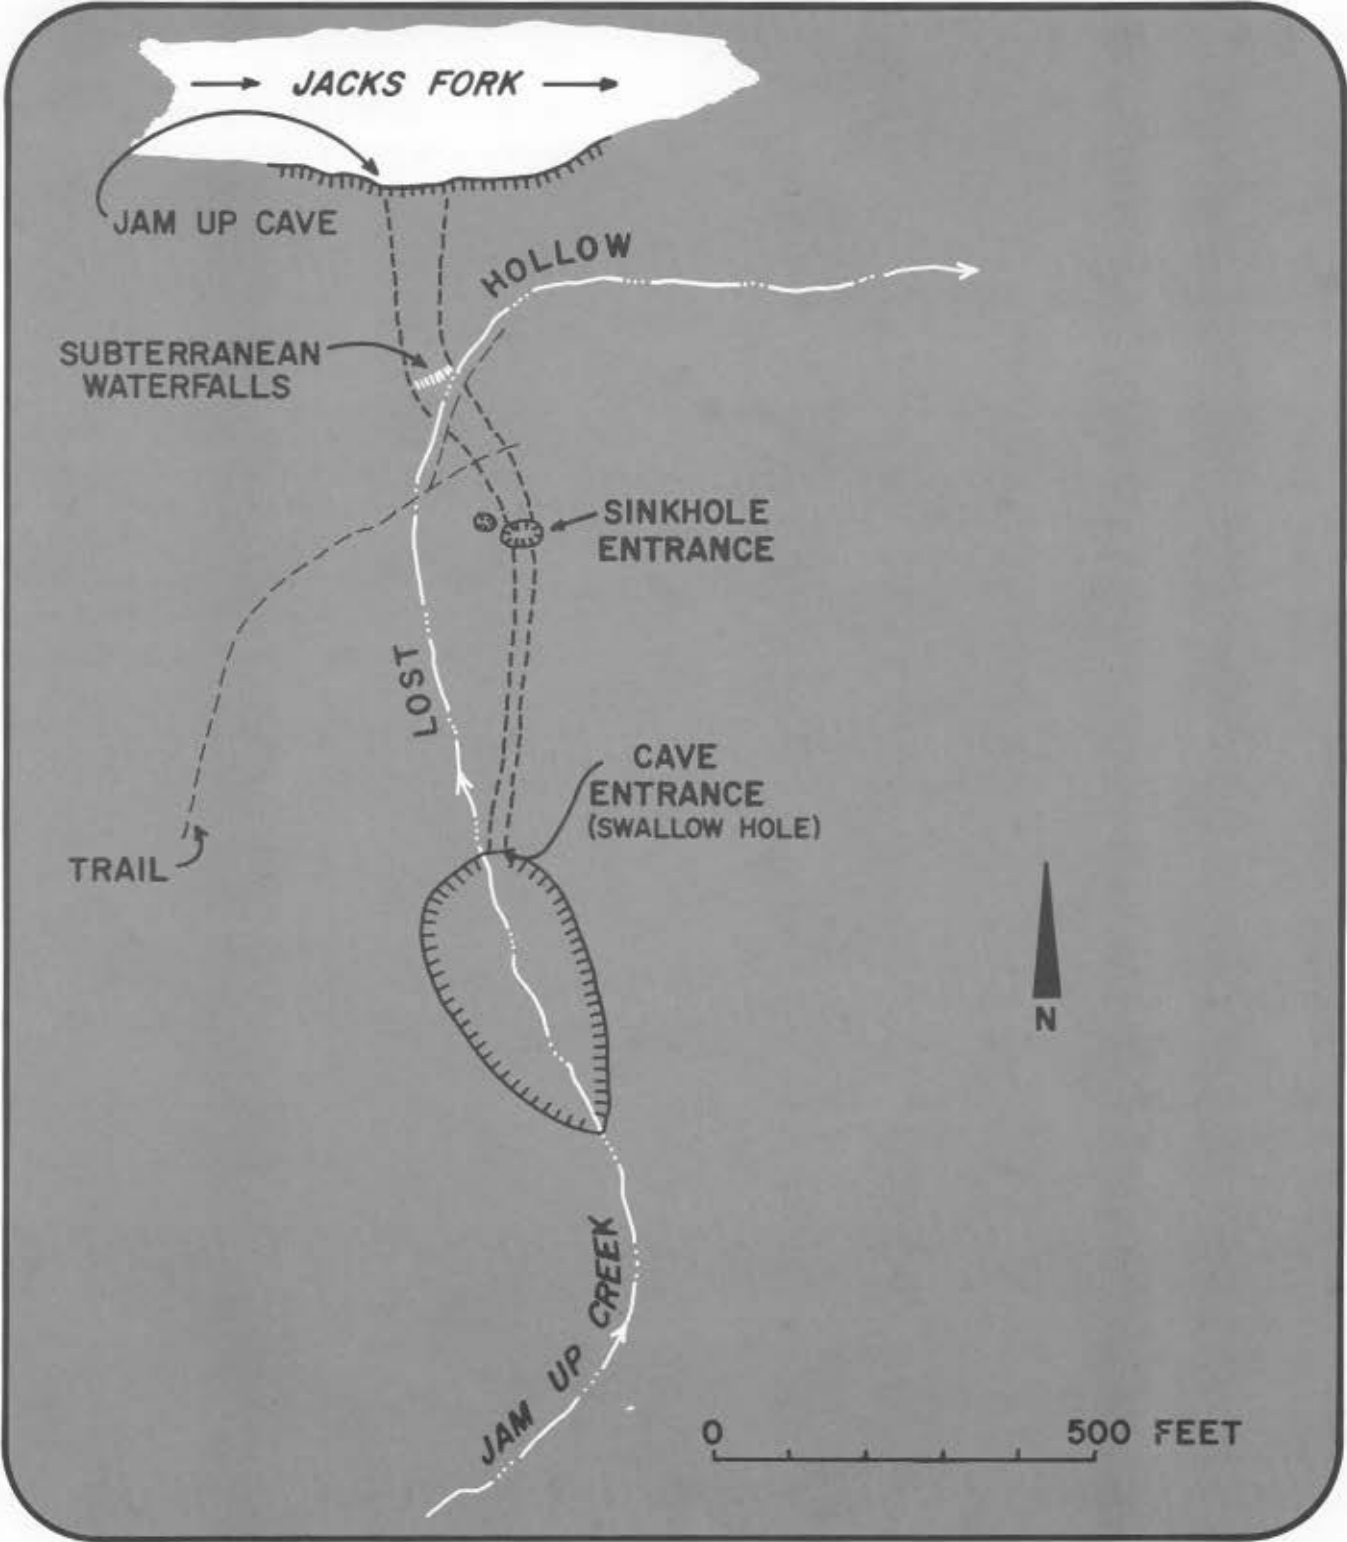 JACKS FORK
JAM UP CAVE
HOLLOW
SUBTERRANEAN
WATERFALLS
SINKHOLE
ENTRANCE
LOST
CAVE
ENTRANCE
(SWALLOW HOLE)
TRAIL
N
JAM UP CREEK
0 500 FEET